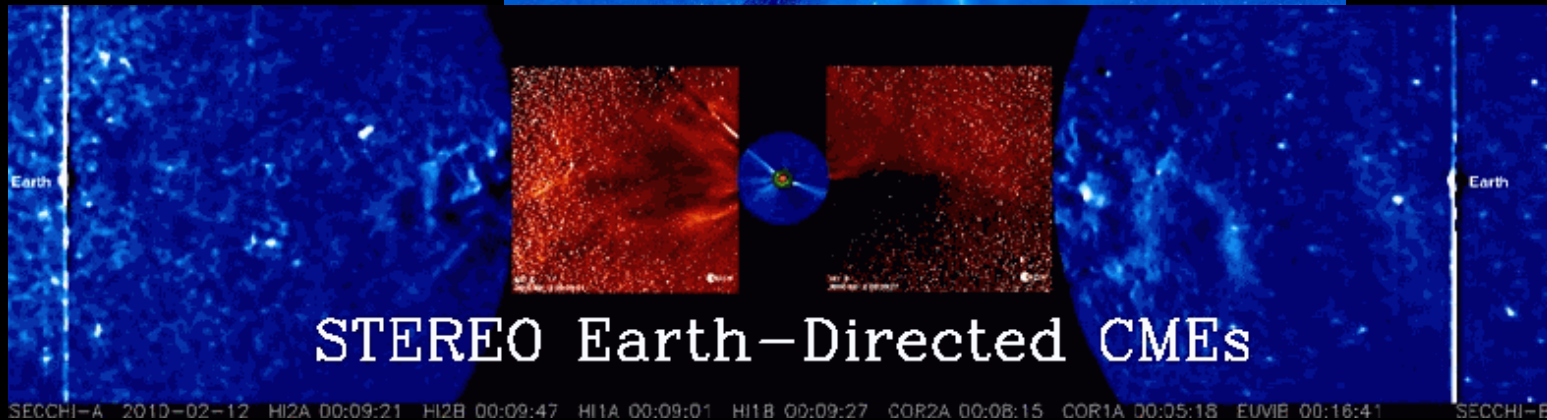 Earth
Earth
STEREO Earth-Directed CMEs
SECCHI-A 2010-02-12 HI2A 00:09:21 HI2B 00:09:47 HI1A 00:09:01 HI1B 00:09:27 COR2A 00:08:15 COR1A 00:05:18 EUVIB 00:16:41 SECCHI-B